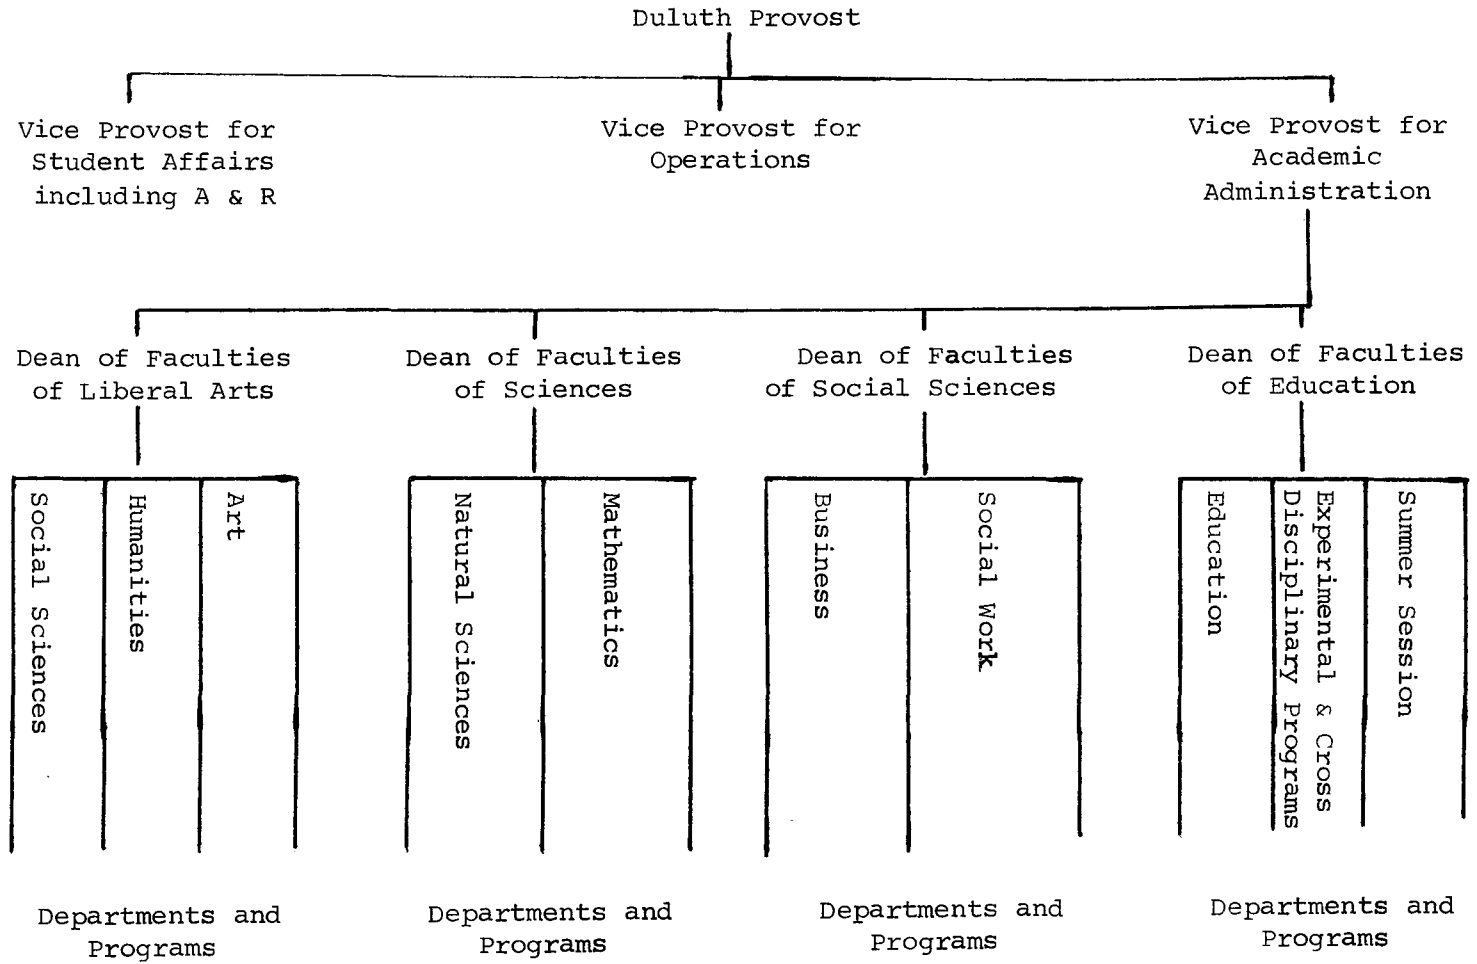 Duluth Provost
Vice Provost for
Student Affairs
including A & R
Vice Provost for
Operations
Vice Provost for
Academic
Administration
Dean of Faculties
of Liberal Arts
Dean of Faculties
of Sciences
Dean of Faculties
of Social Sciences
Dean of Faculties
of Education
Social Sciences
Humanities
Art
Natural Sciences
Mathematics
Business
Social Work
Education
Experimental & Cross
Disciplinary Programs
Summer Session
Departments and
Programs
Departments and
Programs
Departments and
Programs
Departments and
Programs